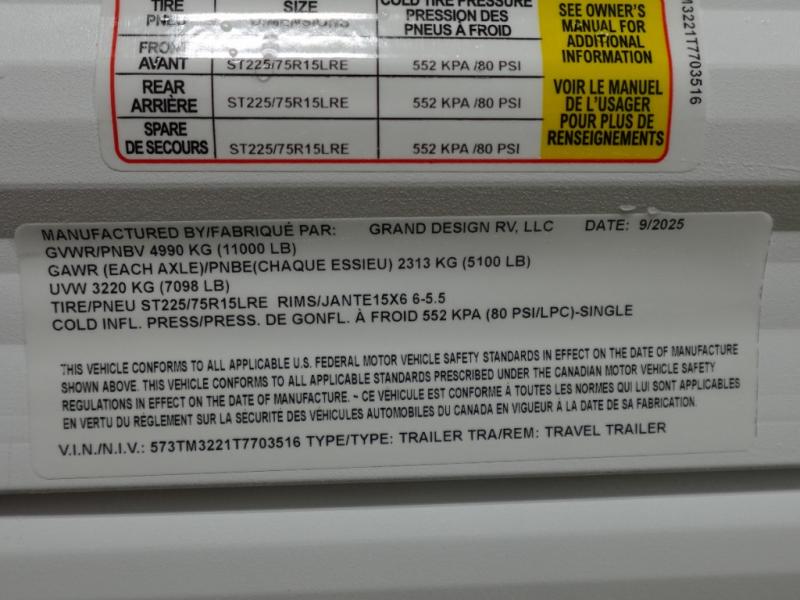 TIRE SIZE COLD TIRE PRESSURE
PNEU DIMENSIONS PRESSION DES
PNEUS À FROID
FRONT
AVANT ST225/75R15LRE 552 KPA /80 PSI
REAR
ARRIÈRE ST225/75R15LRE 552 KPA /80 PSI
SPARE
DE SECOURS ST225/75R15LRE 552 KPA /80 PSI
SEE OWNER'S
MANUAL FOR
ADDITIONAL
INFORMATION
VOIR LE MANUEL
DE L'USAGER
POUR PLUS DE
RENSEIGNEMENTS
M3221T7703516
MANUFACTURED BY/FABRIQUÉ PAR: GRAND DESIGN RV, LLC DATE: 9/2025
GVWR/PNBV 4990 KG (11000 LB)
GAWR (EACH AXLE)/PNBE(CHAQUE ESSIEU) 2313 KG (5100 LB)
UVW 3220 KG (7098 LB)
TIRE/PNEU ST225/75R15LRE RIMS/JANTE15X6 6-5.5
COLD INFL. PRESS/PRESS. DE GONFL. À FROID 552 KPA (80 PSI/LPC)-SINGLE
THIS VEHICLE CONFORMS TO ALL APPLICABLE U.S. FEDERAL MOTOR VEHICLE SAFETY STANDARDS IN EFFECT ON THE DATE OF MANUFACTURE
SHOWN ABOVE. THIS VEHICLE CONFORMS TO ALL APPLICABLE STANDARDS PRESCRIBED UNDER THE CANADIAN MOTOR VEHICLE SAFETY
REGULATIONS IN EFFECT ON THE DATE OF MANUFACTURE. ~ CE VÉHICULE EST CONFORME À TOUTES LES NORMES QUI LUI SONT APPLICABLES
EN VERTU DU RÈGLEMENT SUR LA SÉCURITÉ DES VÉHICULES AUTOMOBILES DU CANADA EN VIGUEUR À LA DATE DE SA FABRICATION.
V.I.N./N.I.V.: 573TM3221T7703516 TYPE/TYPE: TRAILER TRA/REM: TRAVEL TRAILER